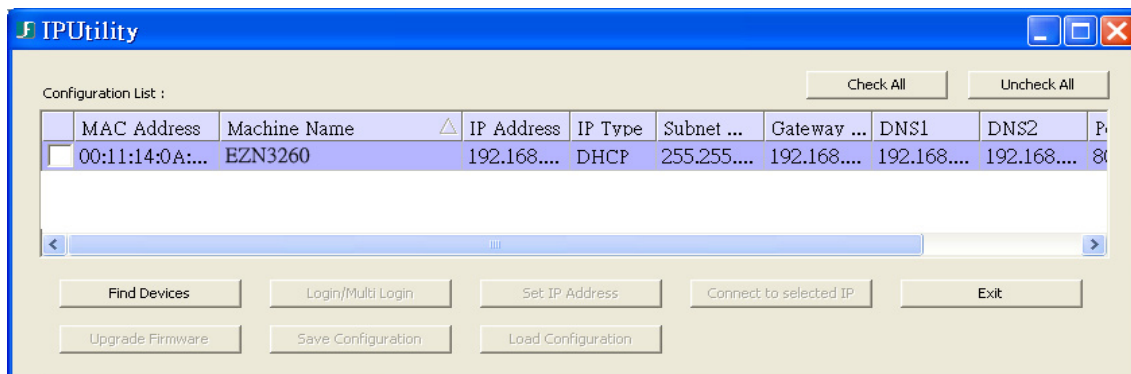 IPUtility
Check All Uncheck All
Configuration List :
MAC Address Machine Name IP Address IP Type Subnet ... Gateway ... DNS1 DNS2
00:11:14:0A:... EZN3260 192.168.... DHCP 255.255.... 192.168.... 192.168.... 192.168....
Find Devices Login/Multi Login Set IP Address Connect to selected IP Exit
Upgrade Firmware Save Configuration Load Configuration